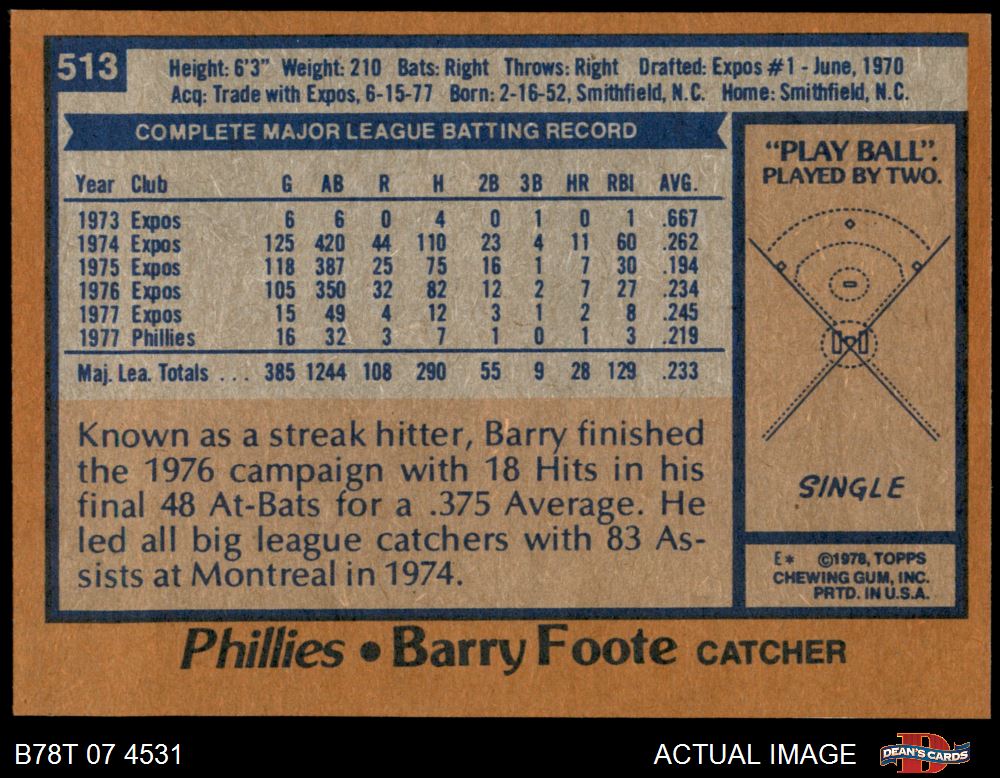 513
Height: 6'3" Weight: 210 Bats: Right Throws: Right Drafted: Expos #1 - June, 1970
Acq: Trade with Expos, 6-15-77 Born: 2-16-52, Smithfield, N.C. Home: Smithfield, N.C.
COMPLETE MAJOR LEAGUE BATTING RECORD
Year Club G AB R H 2B 3B HR RBI AVG.
1973 Expos 6 6 0 4 0 1 0 1 .667
1974 Expos 125 420 44 110 23 4 11 60 .262
1975 Expos 118 387 25 75 16 1 7 30 .194
1976 Expos 105 350 32 82 12 2 7 27 .234
1977 Expos 15 49 4 12 3 1 2 8 .245
1977 Phillies 16 32 3 7 1 0 1 3 .219
Maj. Lea. Totals ... 385 1244 108 290 55 9 28 129 .233
Known as a streak hitter, Barry finished
the 1976 campaign with 18 Hits in his
final 48 At-Bats for a .375 Average. He
led all big league catchers with 83 As-
sists at Montreal in 1974.
"PLAY BALL".
PLAYED BY TWO.
SINGLE
E* ©1978, TOPPS
CHEWING GUM, INC.
PRTD. IN U.S.A.
Phillies • Barry Foote CATCHER
B78T 07 4531
ACTUAL IMAGE
D
DEAN'S CARDS